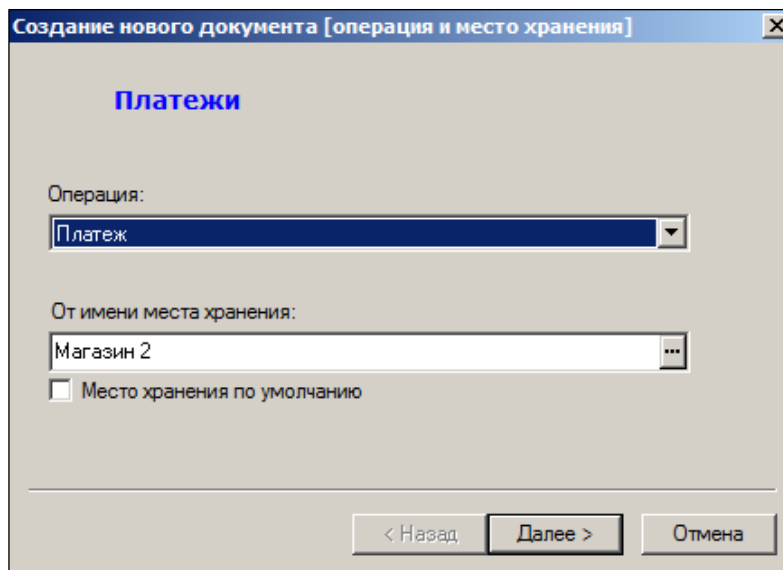 Создание нового документа [операция и место хранения]
Платежи
Операция:
Платеж
От имени места хранения:
Магазин 2
Место хранения по умолчанию
< Назад
Далее >
Отмена